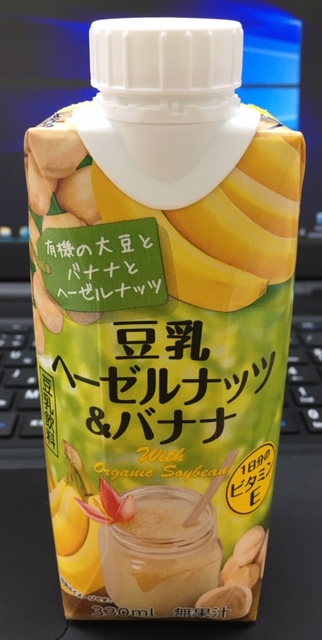 有機の大豆と
バナナと
ヘーゼルナッツ
豆乳
ヘーゼルナッツ
&バナナ
With
Organic Soybean
1日分の
ビタミン
E
330ml 無果汁